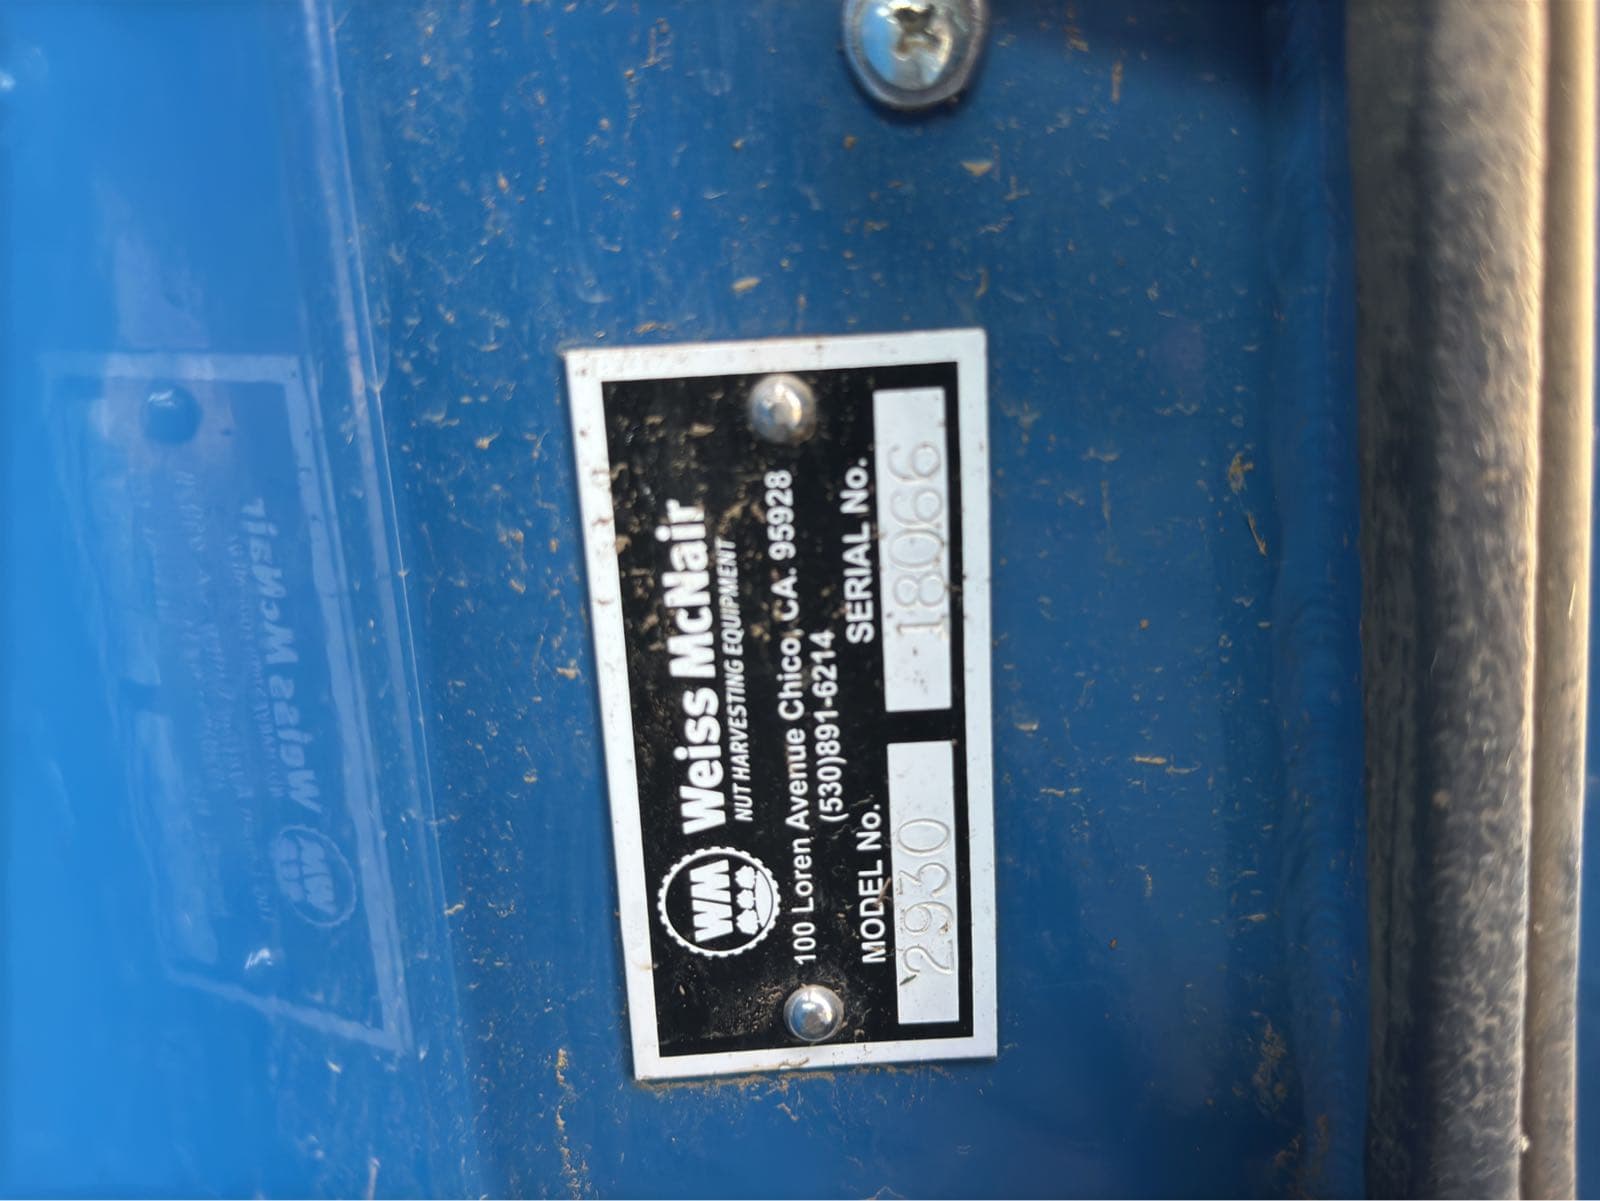 WM
Weiss McNair
NUT HARVESTING EQUIPMENT
100 Loren Avenue Chico, CA. 95928
(530)891-6214
MODEL No. SERIAL No.
2930 18066